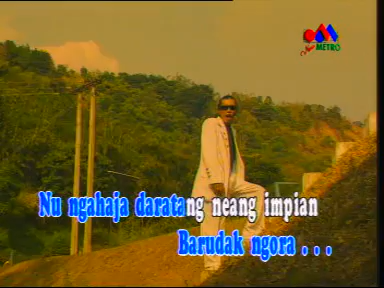 METRO
Nu ngahaja daratang neang impian
Barudak ngora . . .